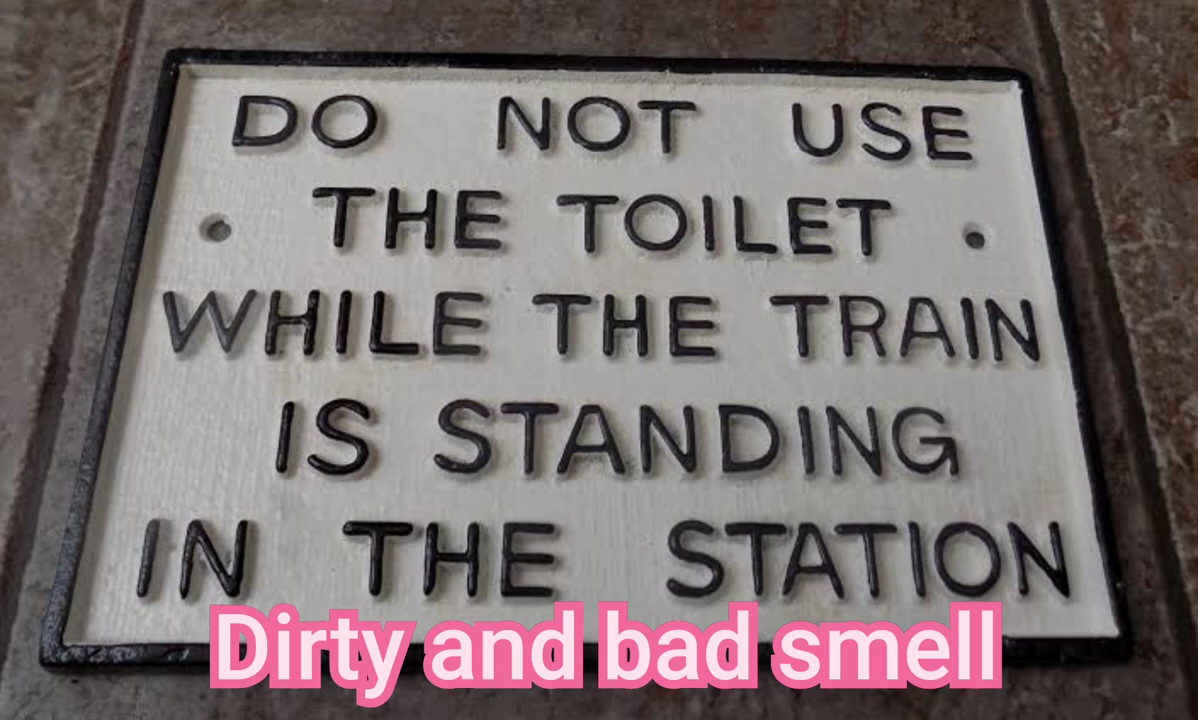 DO NOT USE
THE TOILET
WHILE THE TRAIN
IS STANDING
IN THE STATION
Dirty and bad smell